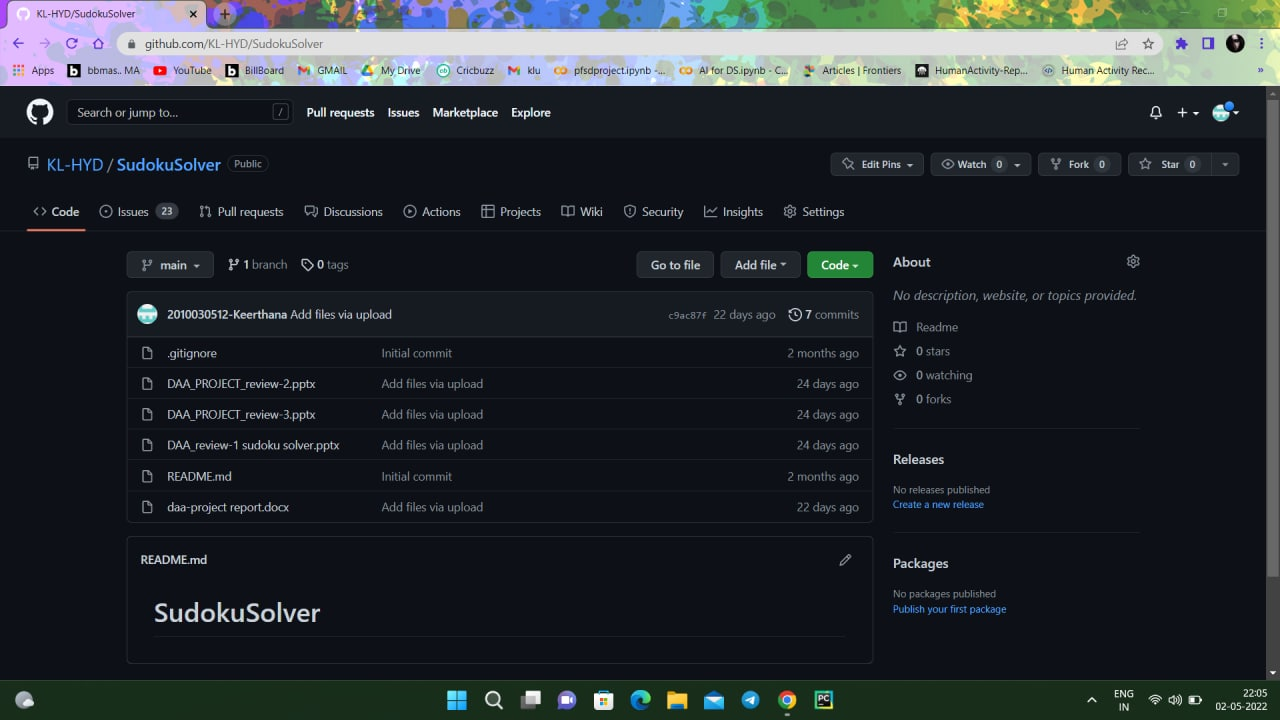 KL-HYD/SudokuSolver
github.com/KL-HYD/SudokuSolver
Apps bbmas.. MA YouTube BillBoard GMAIL My Drive Cricbuzz klu pfsdproject.ipynb -... AI for DS.ipynb - C... Articles | Frontiers HumanActivity-Rep... Human Activity Rec... »
Search or jump to... / Pull requests Issues Marketplace Explore
KL-HYD / SudokuSolver Public Edit Pins Watch 0 Fork 0 Star 0
Code Issues 23 Pull requests Discussions Actions Projects Wiki Security Insights Settings
main 1 branch 0 tags Go to file Add file Code
2010030512-Keerthana Add files via upload c9ac87f 22 days ago 7 commits
.gitignore Initial commit 2 months ago
DAA_PROJECT_review-2.pptx Add files via upload 24 days ago
DAA_PROJECT_review-3.pptx Add files via upload 24 days ago
DAA_review-1 sudoku solver.pptx Add files via upload 24 days ago
README.md Initial commit 2 months ago
daa-project report.docx Add files via upload 22 days ago
README.md
SudokuSolver
About
No description, website, or topics provided.
Readme
0 stars
0 watching
0 forks
Releases
No releases published
Create a new release
Packages
No packages published
Publish your first package
ENG
IN
22:05
02-05-2022